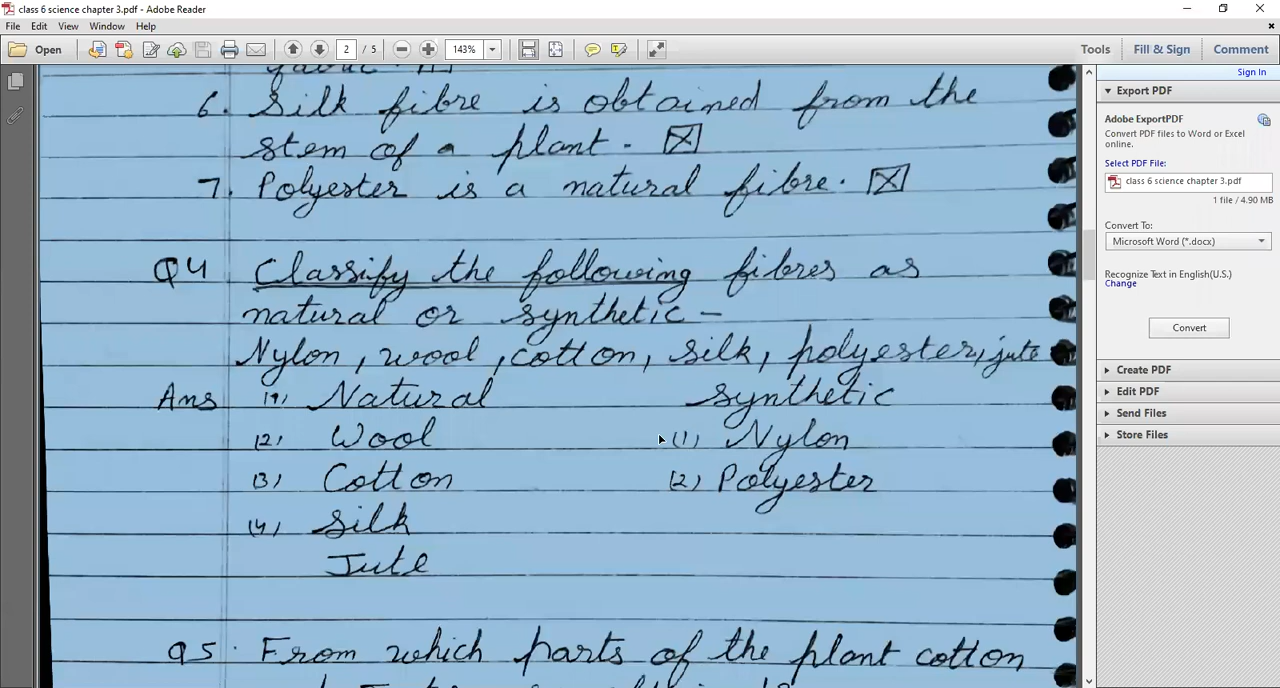 class 6 science chapter 3.pdf - Adobe Reader
File Edit View Window Help
Open 2 / 5 143% Tools Fill & Sign Comment
Sign In
fabric.
6. Silk fibre is obtained from the
stem of a plant. ☒
7. Polyester is a natural fibre. ☒
Q4 Classify the following fibres as
natural or synthetic -
Nylon, wool, cotton, silk, polyester, jute
Ans (1) Natural synthetic
(2) Wool (1) Nylon
(3) Cotton (2) Polyester
(4) Silk
Jute
Q5. From which parts of the plant cotton
Export PDF
Adobe ExportPDF
Convert PDF files to Word or Excel
online.
Select PDF File:
class 6 science chapter 3.pdf
1 file / 4.90 MB
Convert To:
Microsoft Word (*.docx)
Recognize Text in English(U.S.)
Change
Convert
Create PDF
Edit PDF
Send Files
Store Files